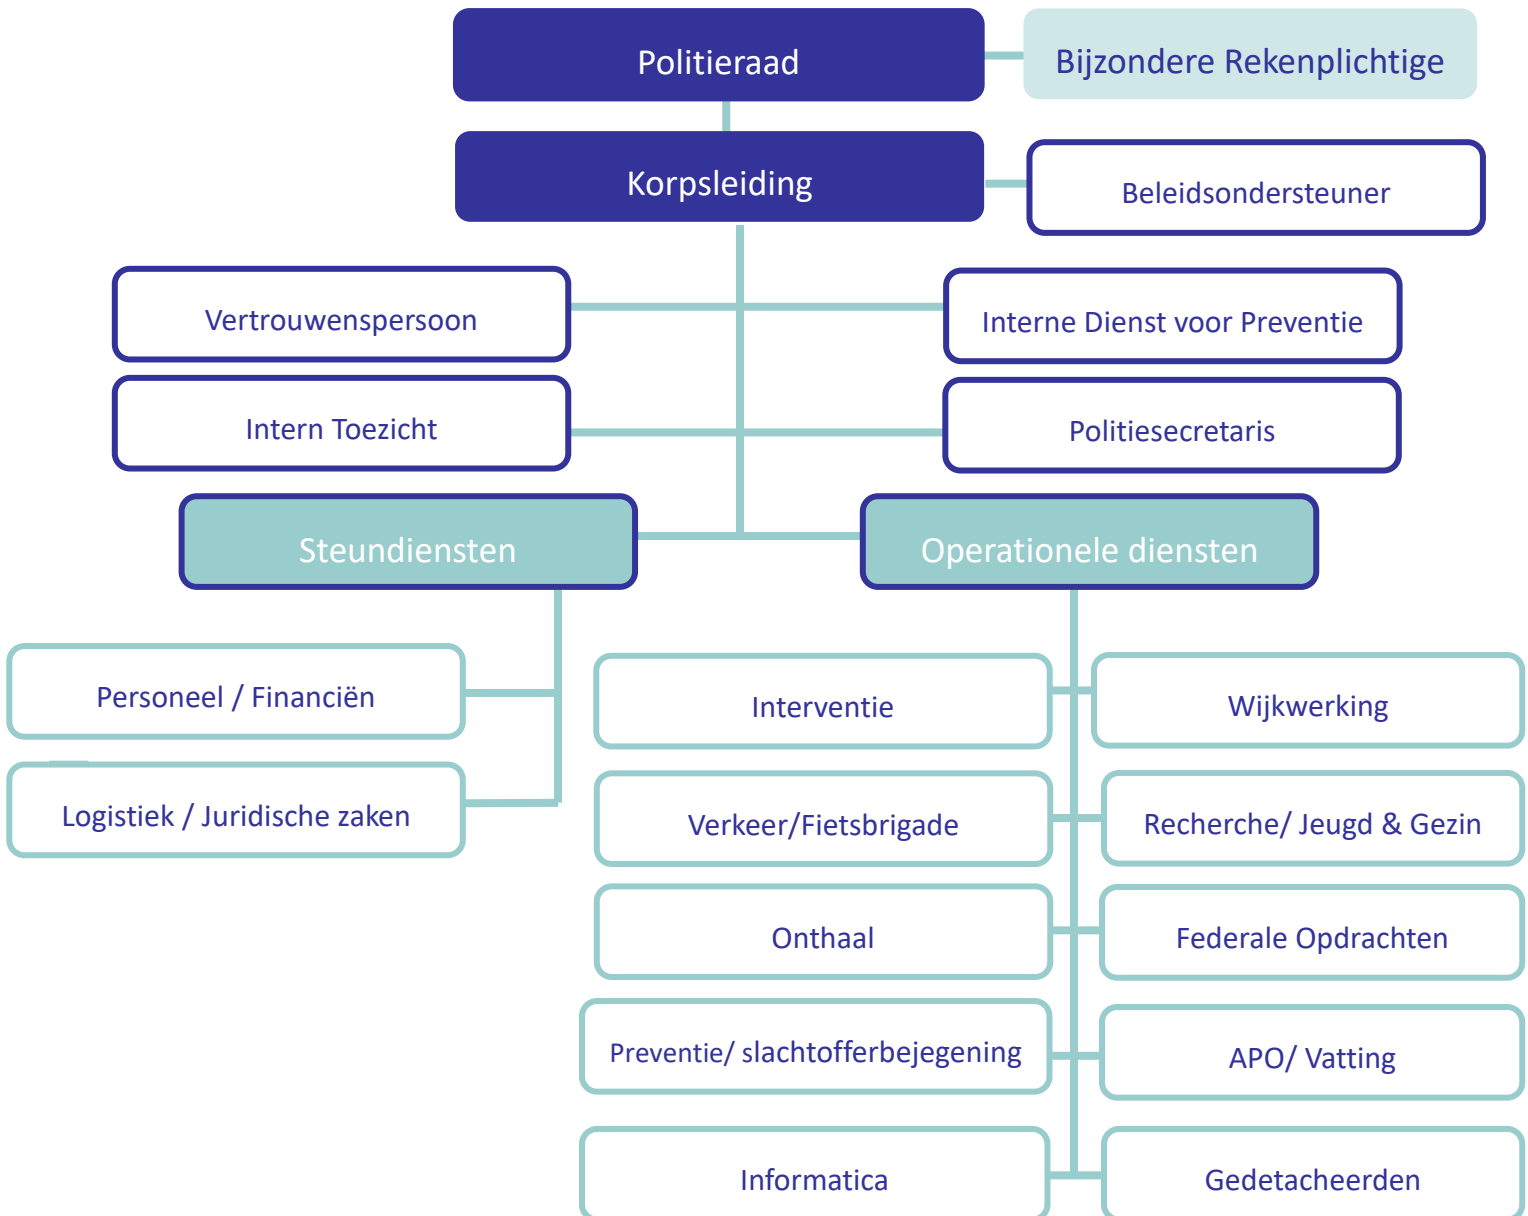 Politieraad
Bijzondere Rekenplichtige
Korpsleiding
Beleidsondersteuner
Vertrouwenspersoon
Interne Dienst voor Preventie
Intern Toezicht
Politiesecretaris
Steundiensten
Operationele diensten
Personeel / Financiën
Interventie
Wijkwerking
Logistiek / Juridische zaken
Verkeer/Fietsbrigade
Recherche/ Jeugd & Gezin
Onthaal
Federale Opdrachten
Preventie/ slachtofferbejegening
APO/ Vatting
Informatica
Gedetacheerden